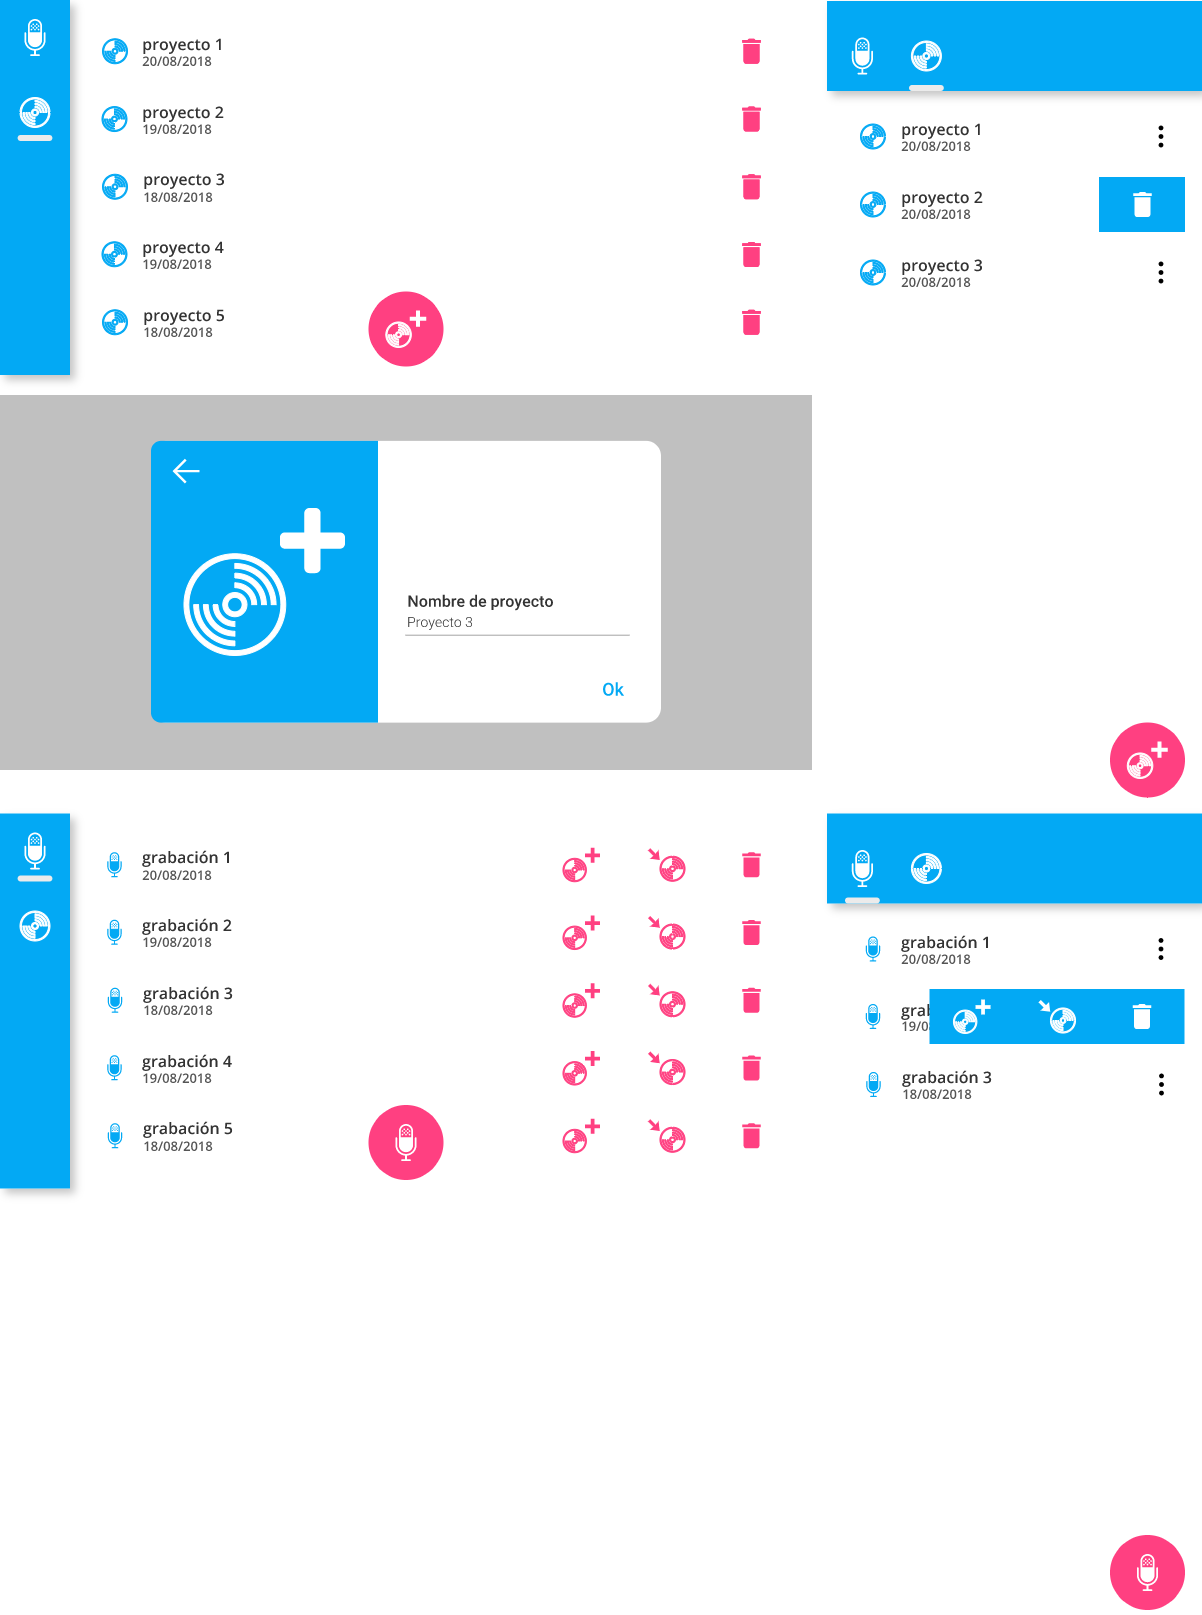 proyecto 1
20/08/2018
proyecto 2
19/08/2018
proyecto 3
18/08/2018
proyecto 4
19/08/2018
proyecto 5
18/08/2018
proyecto 1
20/08/2018
proyecto 2
20/08/2018
proyecto 3
20/08/2018
Nombre de proyecto
Proyecto 3
Ok
grabación 1
20/08/2018
grabación 2
19/08/2018
grabación 3
18/08/2018
grabación 4
19/08/2018
grabación 5
18/08/2018
grabación 1
20/08/2018
grab
19/0
grabación 3
18/08/2018